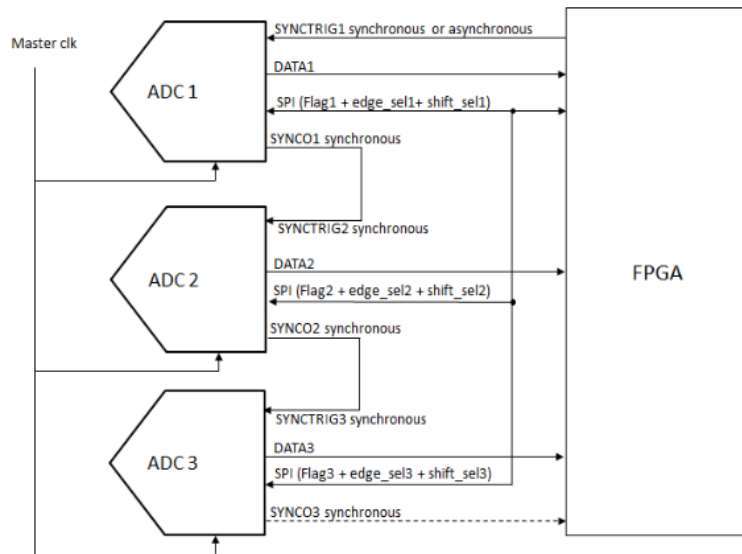 SYNCTRIG1 synchronous or asynchronous
Master clk
DATA1
ADC 1
SPI (Flag1 + edge_sel1+ shift_sel1)
SYNCO1 synchronous
SYNCTRIG2 synchronous
DATA2
FPGA
ADC 2
SPI (Flag2 + edge_sel2 + shift_sel2)
SYNCO2 synchronous
SYNCTRIG3 synchronous
DATA3
ADC 3
SPI (Flag3 + edge_sel3 + shift_sel3)
SYNCO3 synchronous